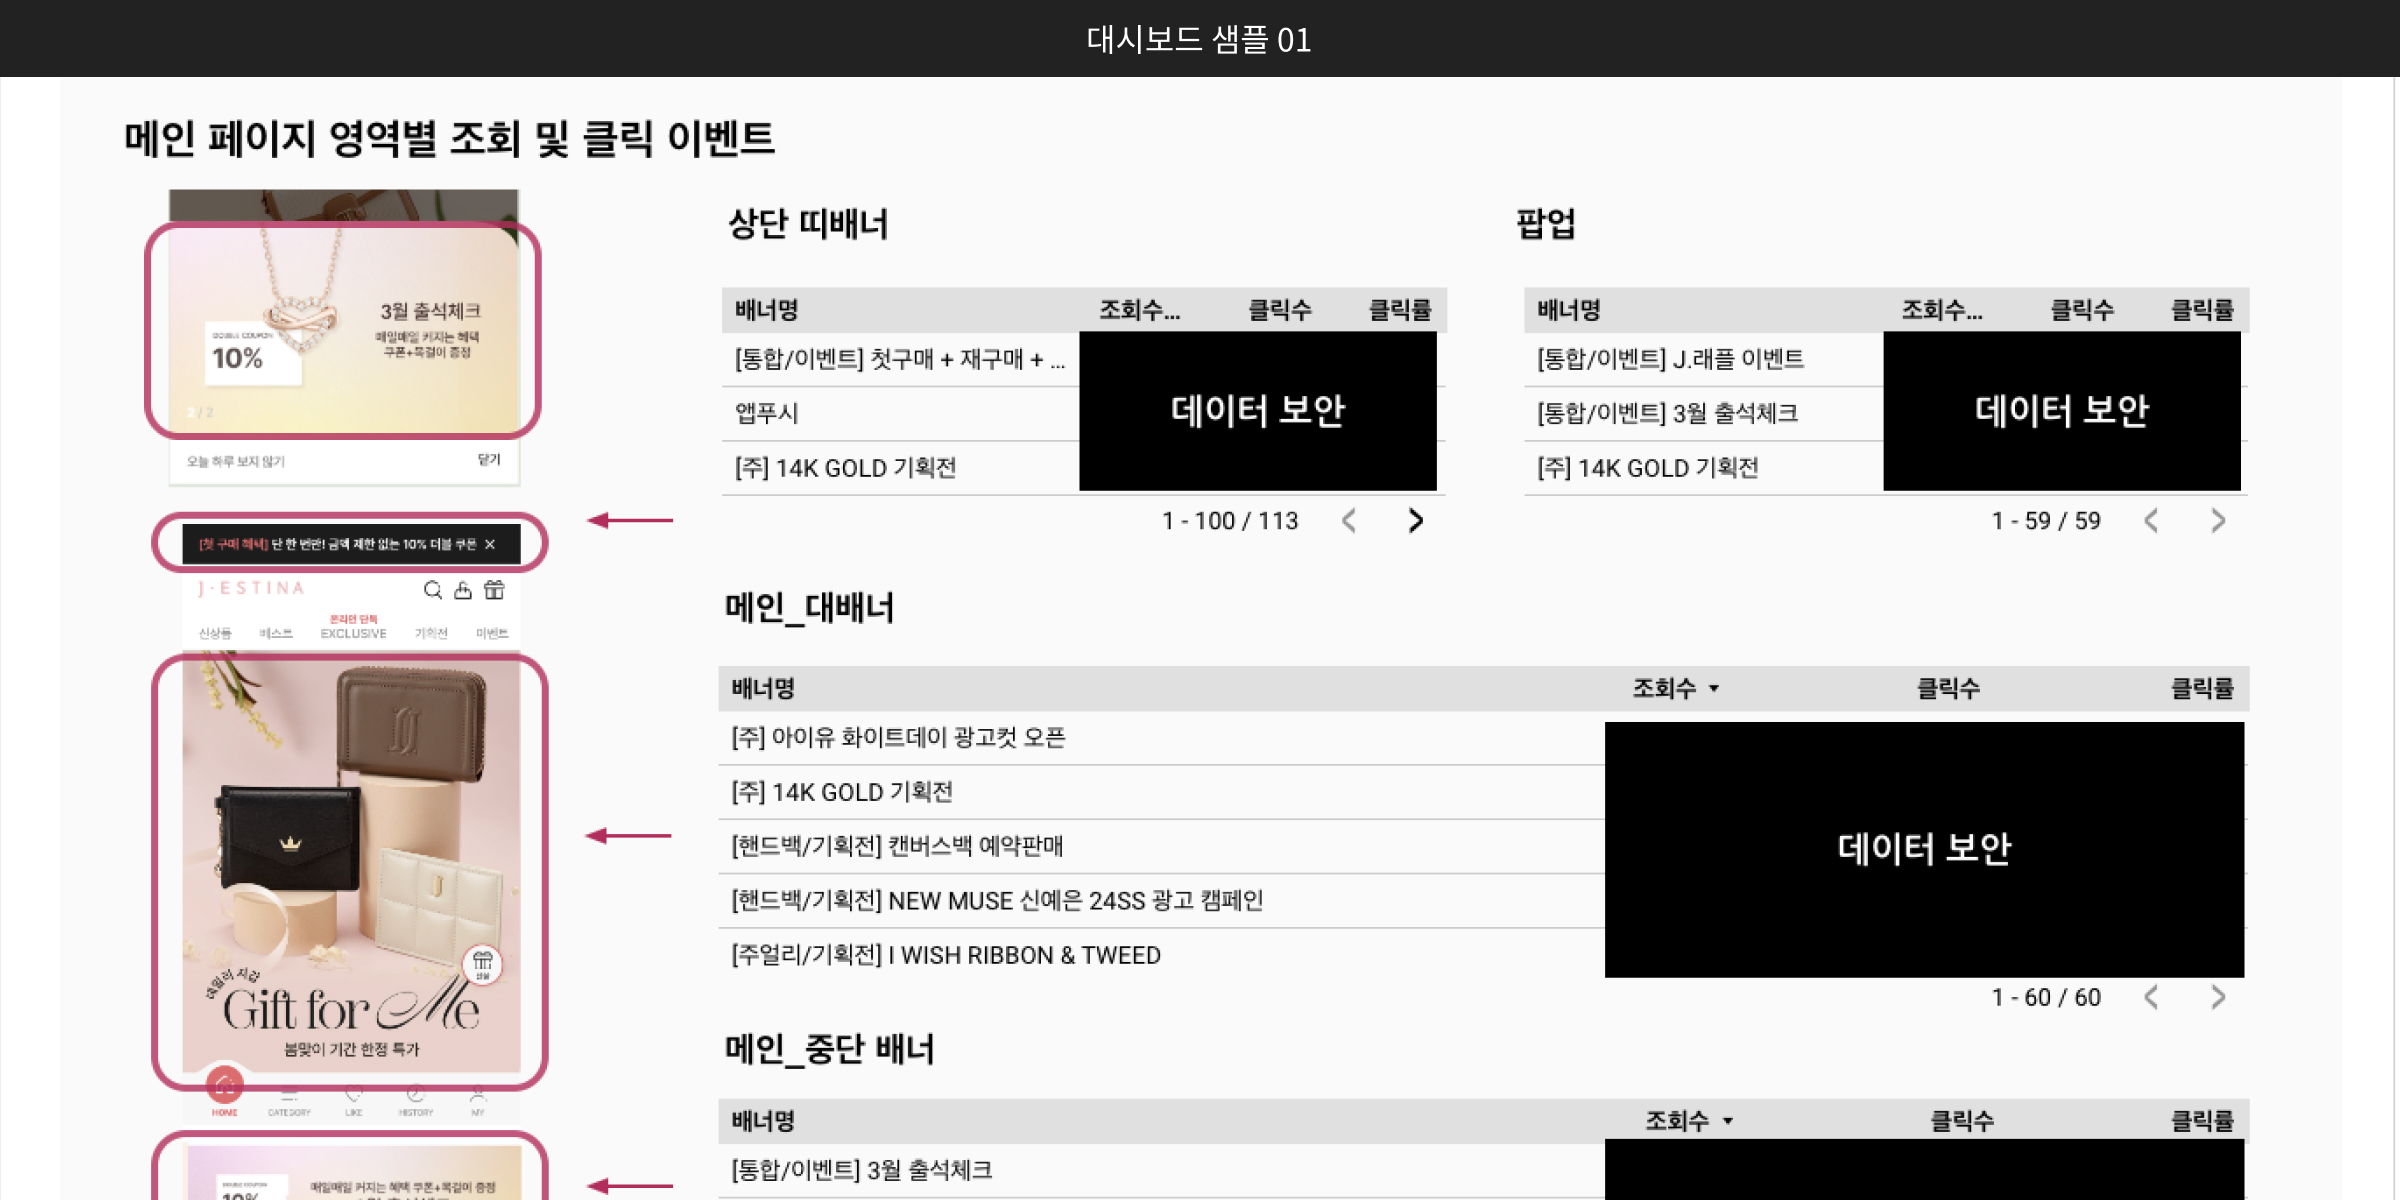 대시보드 샘플 01
메인 페이지 영역별 조회 및 클릭 이벤트
3월 출석체크
매일매일 커지는 혜택
쿠폰+목걸이 증정
DOUBLE COUPON
10%
2 / 2
오늘 하루 보지 않기
닫기
[첫 구매 혜택] 단 한 번만! 금액 제한 없는 10% 더블 쿠폰 ×
J·ESTINA
온라인 단독
신상품 베스트 EXCLUSIVE 기획전 이벤트
선물
데일리 지갑
Gift for Me
봄맞이 기간 한정 특가
HOME CATEGORY LIKE HISTORY MY
DOUBLE COUPON
10%
매일매일 커지는 혜택 쿠폰+목걸이 증정
상단 띠배너
배너명 조회수... 클릭수 클릭률
[통합/이벤트] 첫구매 + 재구매 + ...
앱푸시
[주] 14K GOLD 기획전
데이터 보안
1 - 100 / 113
팝업
배너명 조회수... 클릭수 클릭률
[통합/이벤트] J.래플 이벤트
[통합/이벤트] 3월 출석체크
[주] 14K GOLD 기획전
데이터 보안
1 - 59 / 59
메인_대배너
배너명 조회수 클릭수 클릭률
[주] 아이유 화이트데이 광고컷 오픈
[주] 14K GOLD 기획전
[핸드백/기획전] 캔버스백 예약판매
[핸드백/기획전] NEW MUSE 신예은 24SS 광고 캠페인
[주얼리/기획전] I WISH RIBBON & TWEED
데이터 보안
1 - 60 / 60
메인_중단 배너
배너명 조회수 클릭수 클릭률
[통합/이벤트] 3월 출석체크